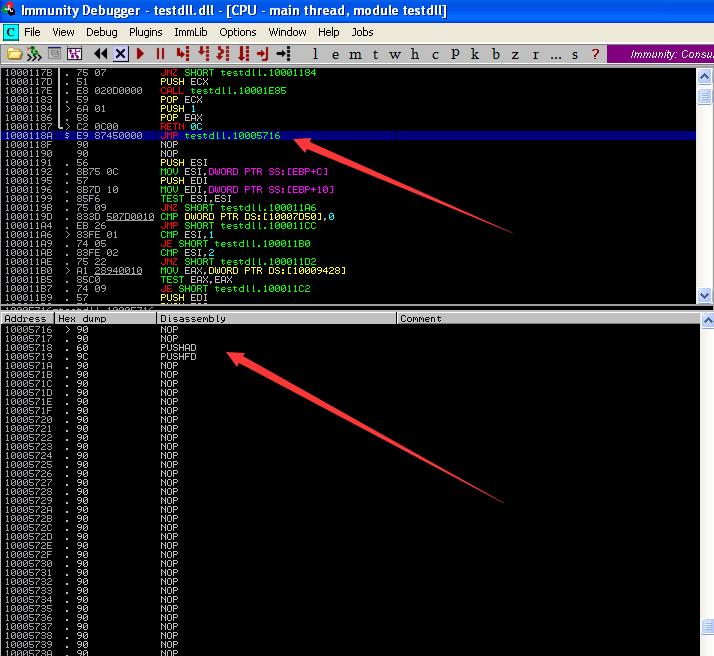 Immunity Debugger - testdll.dll - [CPU - main thread, module testdll]
C File View Debug Plugins ImmLib Options Window Help Jobs
l e m t w h c p k b z r ... s ? Immunity: Consu
1000117B . 75 07 JNZ SHORT testdll.10001184
1000117D . 51 PUSH ECX
1000117E . E8 020D0000 CALL testdll.10001E85
10001183 . 59 POP ECX
10001184 > 6A 01 PUSH 1
10001186 . 58 POP EAX
10001187 > C2 0C00 RETN 0C
1000118A $ E9 87450000 JMP testdll.10005716
1000118F 90 NOP
10001190 90 NOP
10001191 . 56 PUSH ESI
10001192 . 8B75 0C MOV ESI,DWORD PTR SS:[EBP+C]
10001195 . 57 PUSH EDI
10001196 . 8B7D 10 MOV EDI,DWORD PTR SS:[EBP+10]
10001199 . 85F6 TEST ESI,ESI
1000119B . 75 09 JNZ SHORT testdll.100011A6
1000119D . 833D 507D0010 CMP DWORD PTR DS:[10007D50],0
100011A4 . EB 26 JMP SHORT testdll.100011CC
100011A6 > 83FE 01 CMP ESI,1
100011A9 . 74 05 JE SHORT testdll.100011B0
100011AB . 83FE 02 CMP ESI,2
100011AE . 75 22 JNZ SHORT testdll.100011D2
100011B0 > A1 28940010 MOV EAX,DWORD PTR DS:[10009428]
100011B5 . 85C0 TEST EAX,EAX
100011B7 . 74 09 JE SHORT testdll.100011C2
100011B9 . 57 PUSH EDI
Address Hex dump Disassembly Comment
10005716 > 90 NOP
10005717 . 90 NOP
10005718 . 60 PUSHAD
10005719 . 9C PUSHFD
1000571A . 90 NOP
1000571B . 90 NOP
1000571C . 90 NOP
1000571D . 90 NOP
1000571E . 90 NOP
1000571F . 90 NOP
10005720 . 90 NOP
10005721 . 90 NOP
10005722 . 90 NOP
10005723 . 90 NOP
10005724 . 90 NOP
10005725 . 90 NOP
10005726 . 90 NOP
10005727 . 90 NOP
10005728 . 90 NOP
10005729 . 90 NOP
1000572A . 90 NOP
1000572B . 90 NOP
1000572C . 90 NOP
1000572D . 90 NOP
1000572E . 90 NOP
1000572F . 90 NOP
10005730 . 90 NOP
10005731 . 90 NOP
10005732 . 90 NOP
10005733 . 90 NOP
10005734 . 90 NOP
10005735 . 90 NOP
10005736 . 90 NOP
10005737 . 90 NOP
10005738 . 90 NOP
10005739 . 90 NOP
1000573A . 90 NOP